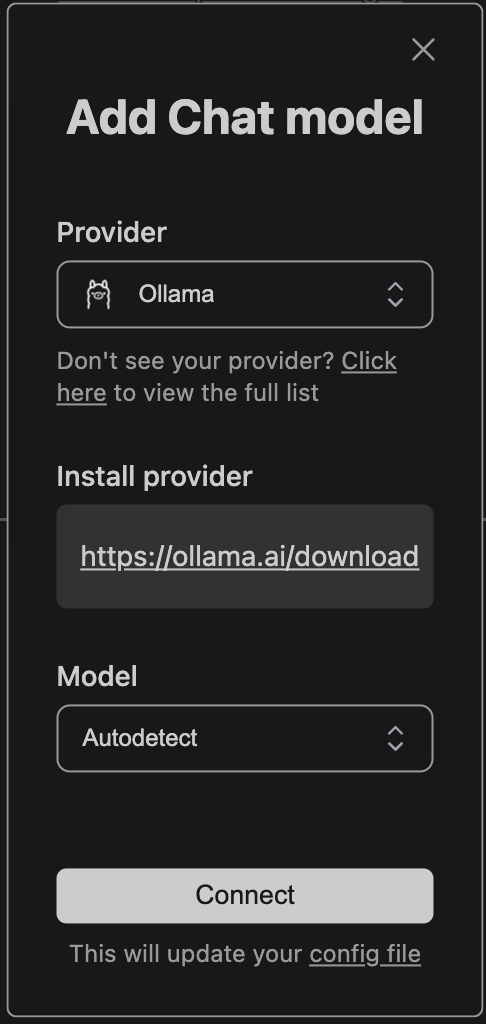 Add Chat model
Provider
Ollama
Don't see your provider? Click
here to view the full list
Install provider
https://ollama.ai/download
Model
Autodetect
Connect
This will update your config file